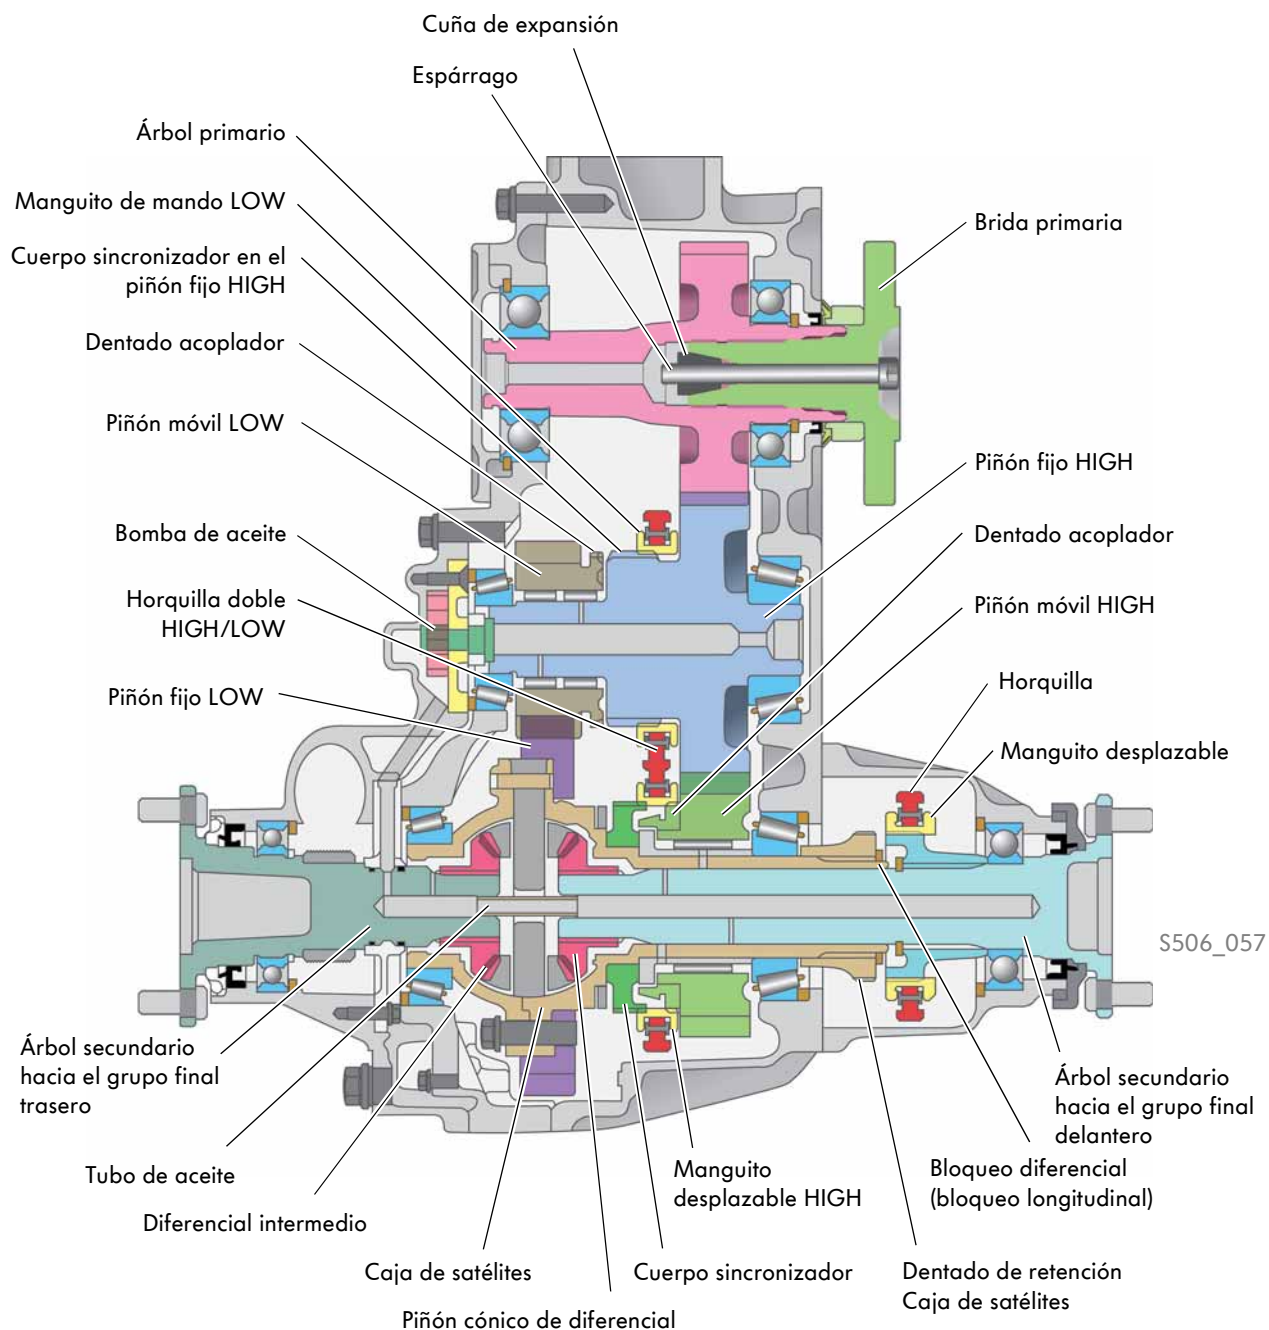 Cuña de expansión
Espárrago
Árbol primario
Manguito de mando LOW
Cuerpo sincronizador en el
piñón fijo HIGH
Dentado acoplador
Piñón móvil LOW
Bomba de aceite
Horquilla doble
HIGH/LOW
Piñón fijo LOW
Brida primaria
Piñón fijo HIGH
Dentado acoplador
Piñón móvil HIGH
Horquilla
Manguito desplazable
S506_057
Árbol secundario
hacia el grupo final
trasero
Tubo de aceite
Diferencial intermedio
Caja de satélites
Piñón cónico de diferencial
Manguito
desplazable HIGH
Cuerpo sincronizador
Árbol secundario
hacia el grupo final
delantero
Bloqueo diferencial
(bloqueo longitudinal)
Dentado de retención
Caja de satélites